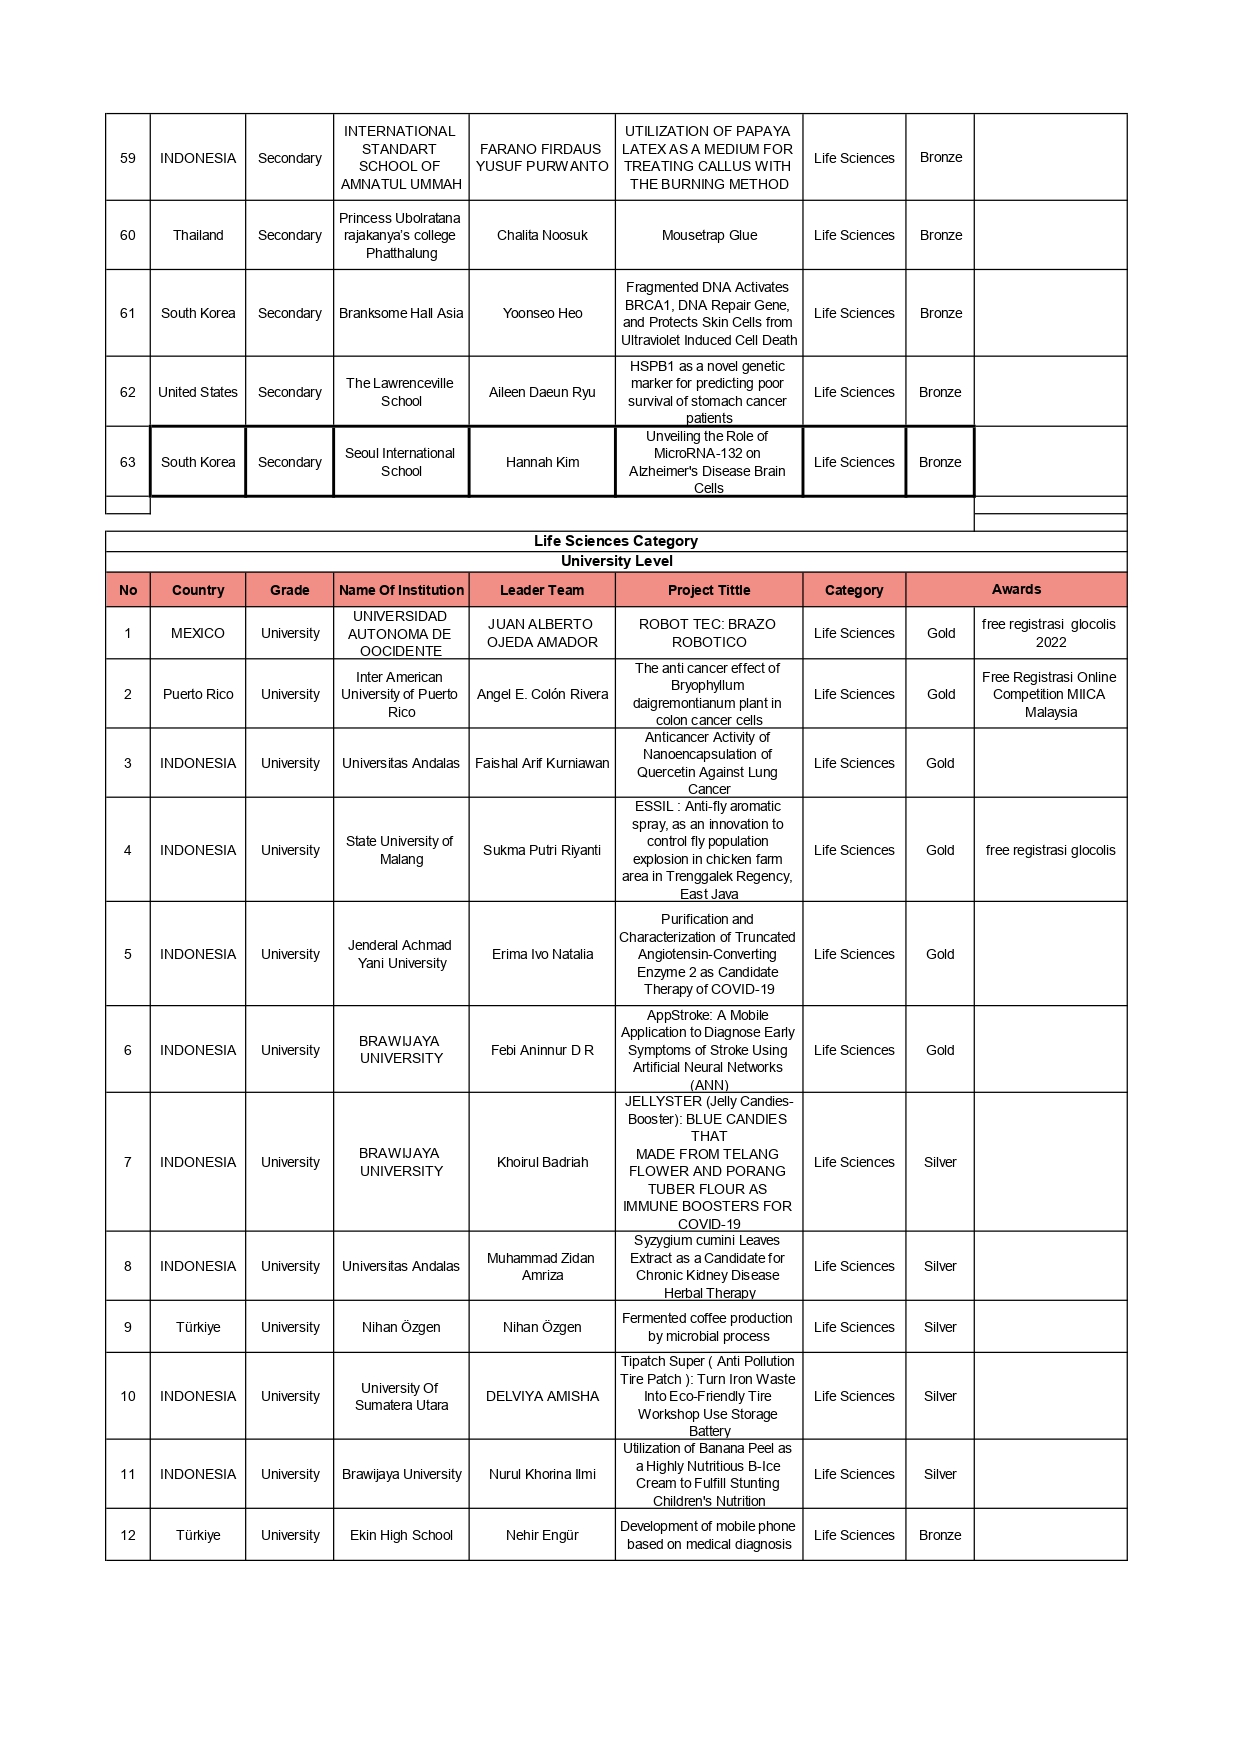 59 INDONESIA Secondary INTERNATIONAL STANDART SCHOOL OF AMNATUL UMMAH FARANO FIRDAUS YUSUF PURWANTO UTILIZATION OF PAPAYA LATEX AS A MEDIUM FOR TREATING CALLUS WITH THE BURNING METHOD Life Sciences Bronze
60 Thailand Secondary Princess Ubolratana rajakanya's college Phatthalung Chalita Noosuk Mousetrap Glue Life Sciences Bronze
61 South Korea Secondary Branksome Hall Asia Yoonseo Heo Fragmented DNA Activates BRCA1, DNA Repair Gene, and Protects Skin Cells from Ultraviolet Induced Cell Death Life Sciences Bronze
62 United States Secondary The Lawrenceville School Aileen Daeun Ryu HSPB1 as a novel genetic marker for predicting poor survival of stomach cancer patients Life Sciences Bronze
63 South Korea Secondary Seoul International School Hannah Kim Unveiling the Role of MicroRNA-132 on Alzheimer's Disease Brain Cells Life Sciences Bronze
Life Sciences Category
University Level
No Country Grade Name Of Institution Leader Team Project Tittle Category Awards
1 MEXICO University UNIVERSIDAD AUTONOMA DE OOCIDENTE JUAN ALBERTO OJEDA AMADOR ROBOT TEC: BRAZO ROBOTICO Life Sciences Gold free registrasi glocolis 2022
2 Puerto Rico University Inter American University of Puerto Rico Angel E. Colón Rivera The anti cancer effect of Bryophyllum daigremontianum plant in colon cancer cells Life Sciences Gold Free Registrasi Online Competition MIICA Malaysia
3 INDONESIA University Universitas Andalas Faishal Arif Kurniawan Anticancer Activity of Nanoencapsulation of Quercetin Against Lung Cancer Life Sciences Gold
4 INDONESIA University State University of Malang Sukma Putri Riyanti ESSIL : Anti-fly aromatic spray, as an innovation to control fly population explosion in chicken farm area in Trenggalek Regency, East Java Life Sciences Gold free registrasi glocolis
5 INDONESIA University Jenderal Achmad Yani University Erima Ivo Natalia Purification and Characterization of Truncated Angiotensin-Converting Enzyme 2 as Candidate Therapy of COVID-19 Life Sciences Gold
6 INDONESIA University BRAWIJAYA UNIVERSITY Febi Aninnur D R AppStroke: A Mobile Application to Diagnose Early Symptoms of Stroke Using Artificial Neural Networks (ANN) Life Sciences Gold
7 INDONESIA University BRAWIJAYA UNIVERSITY Khoirul Badriah JELLYSTER (Jelly Candies-Booster): BLUE CANDIES THAT MADE FROM TELANG FLOWER AND PORANG TUBER FLOUR AS IMMUNE BOOSTERS FOR COVID-19 Life Sciences Silver
8 INDONESIA University Universitas Andalas Muhammad Zidan Amriza Syzygium cumini Leaves Extract as a Candidate for Chronic Kidney Disease Herbal Therapy Life Sciences Silver
9 Türkiye University Nihan Özgen Nihan Özgen Fermented coffee production by microbial process Life Sciences Silver
10 INDONESIA University University Of Sumatera Utara DELVIYA AMISHA Tipatch Super ( Anti Pollution Tire Patch ): Turn Iron Waste Into Eco-Friendly Tire Workshop Use Storage Battery Life Sciences Silver
11 INDONESIA University Brawijaya University Nurul Khorina Ilmi Utilization of Banana Peel as a Highly Nutritious B-Ice Cream to Fulfill Stunting Children's Nutrition Life Sciences Silver
12 Türkiye University Ekin High School Nehir Engür Development of mobile phone based on medical diagnosis Life Sciences Bronze